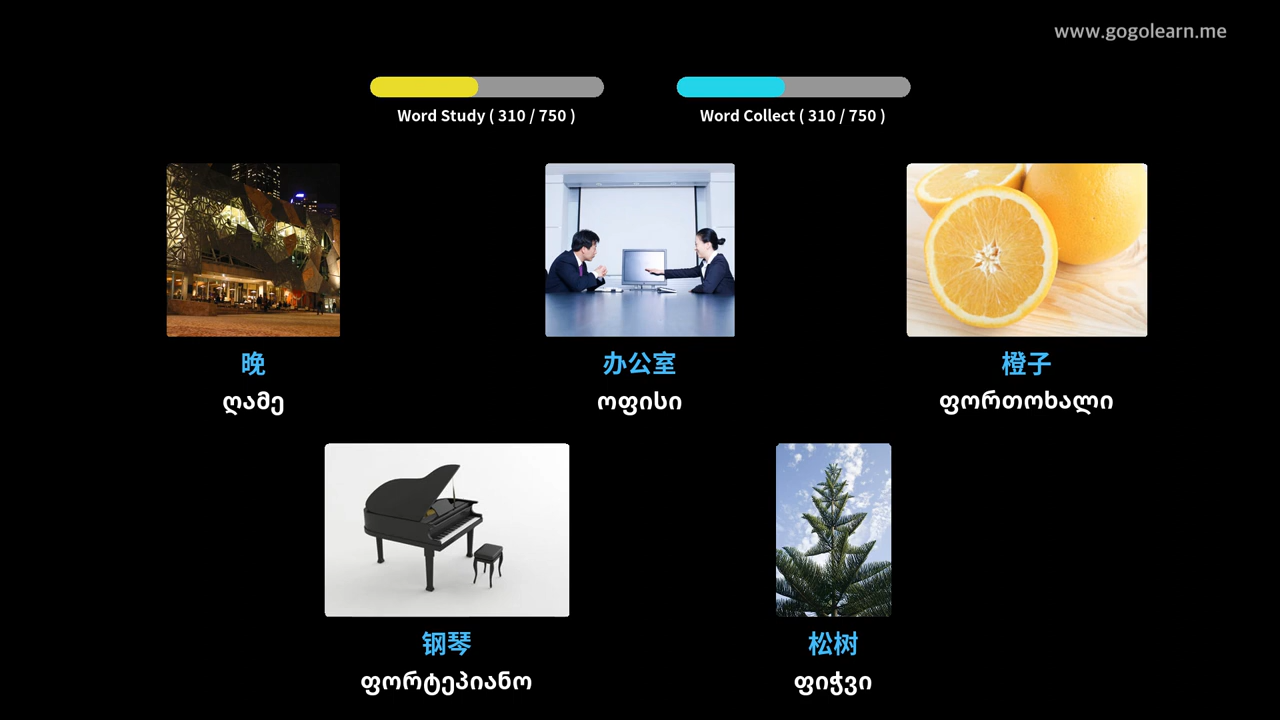 www.gogolearn.me
Word Study ( 310 / 750 )
Word Collect ( 310 / 750 )
晚
ღამე
办公室
ოფისი
橙子
ფორთოხალი
钢琴
ფორტეპიანო
松树
ფიჭვი